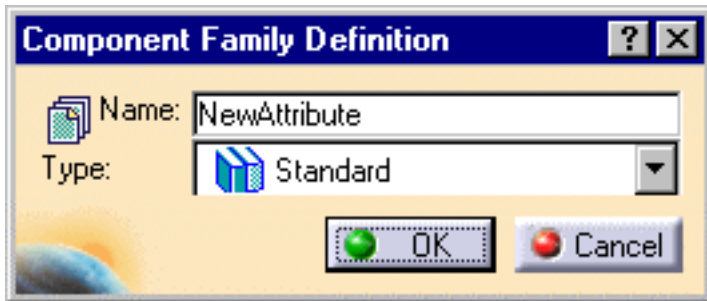 Component Family Definition ? X
Name: NewAttribute
Type: Standard
OK Cancel